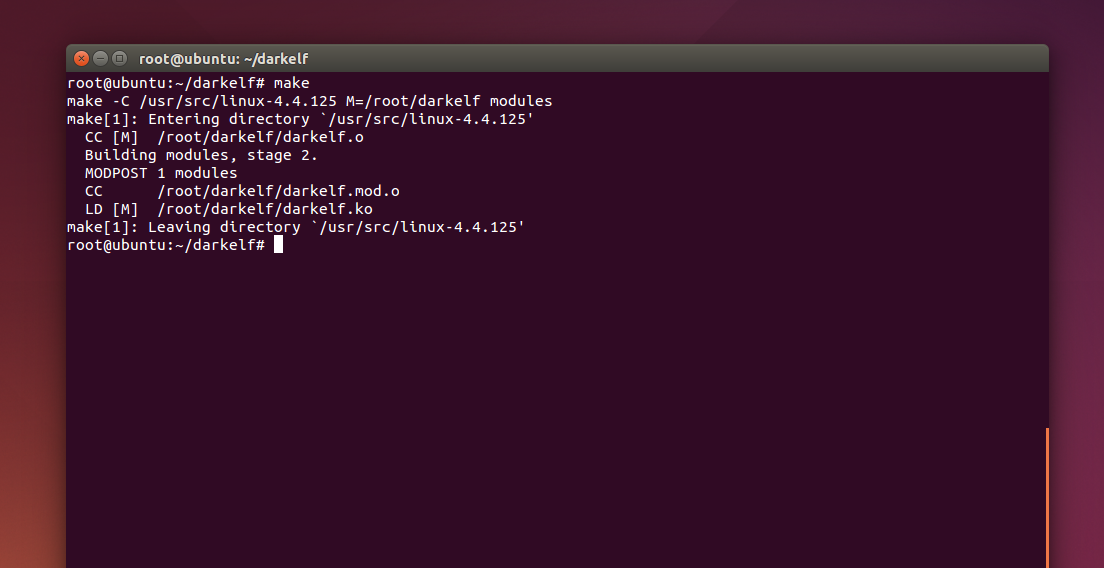 root@ubuntu: ~/darkelf
root@ubuntu:~/darkelf# make
make -C /usr/src/linux-4.4.125 M=/root/darkelf modules
make[1]: Entering directory `/usr/src/linux-4.4.125'
  CC [M]  /root/darkelf/darkelf.o
  Building modules, stage 2.
  MODPOST 1 modules
  CC      /root/darkelf/darkelf.mod.o
  LD [M]  /root/darkelf/darkelf.ko
make[1]: Leaving directory `/usr/src/linux-4.4.125'
root@ubuntu:~/darkelf#